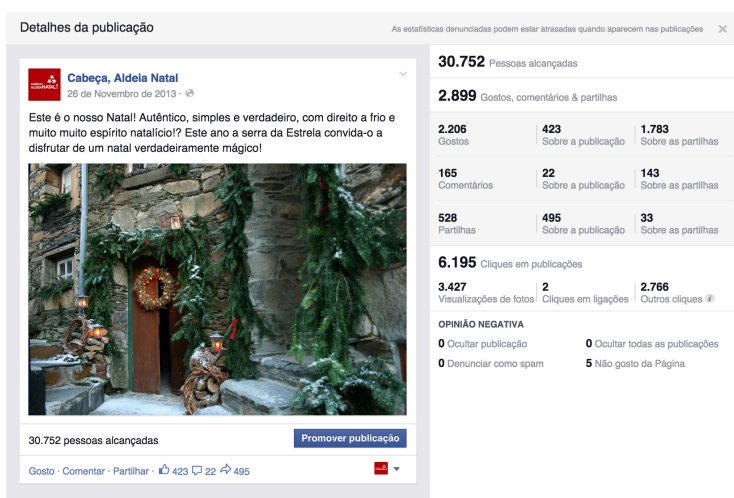 Detalhes da publicação
As estatísticas denunciadas podem estar atrasadas quando aparecem nas publicações
Cabeça, Aldeia Natal
26 de Novembro de 2013 ·
Este é o nosso Natal! Autêntico, simples e verdadeiro, com direito a frio e
muito muito espírito natalício!? Este ano a serra da Estrela convida-o a
disfrutar de um natal verdadeiramente mágico!
30.752 pessoas alcançadas
Promover publicação
Gosto · Comentar · Partilhar · 423 22 495
30.752 Pessoas alcançadas
2.899 Gostos, comentários & partilhas
2.206 423 1.783
Gostos Sobre a publicação Sobre as partilhas
165 22 143
Comentários Sobre a publicação Sobre as partilhas
528 495 33
Partilhas Sobre a publicação Sobre as partilhas
6.195 Cliques em publicações
3.427 2 2.766
Visualizações de fotos Cliques em ligações Outros cliques
OPINIÃO NEGATIVA
0 Ocultar publicação 0 Ocultar todas as publicações
0 Denunciar como spam 5 Não gosto da Página